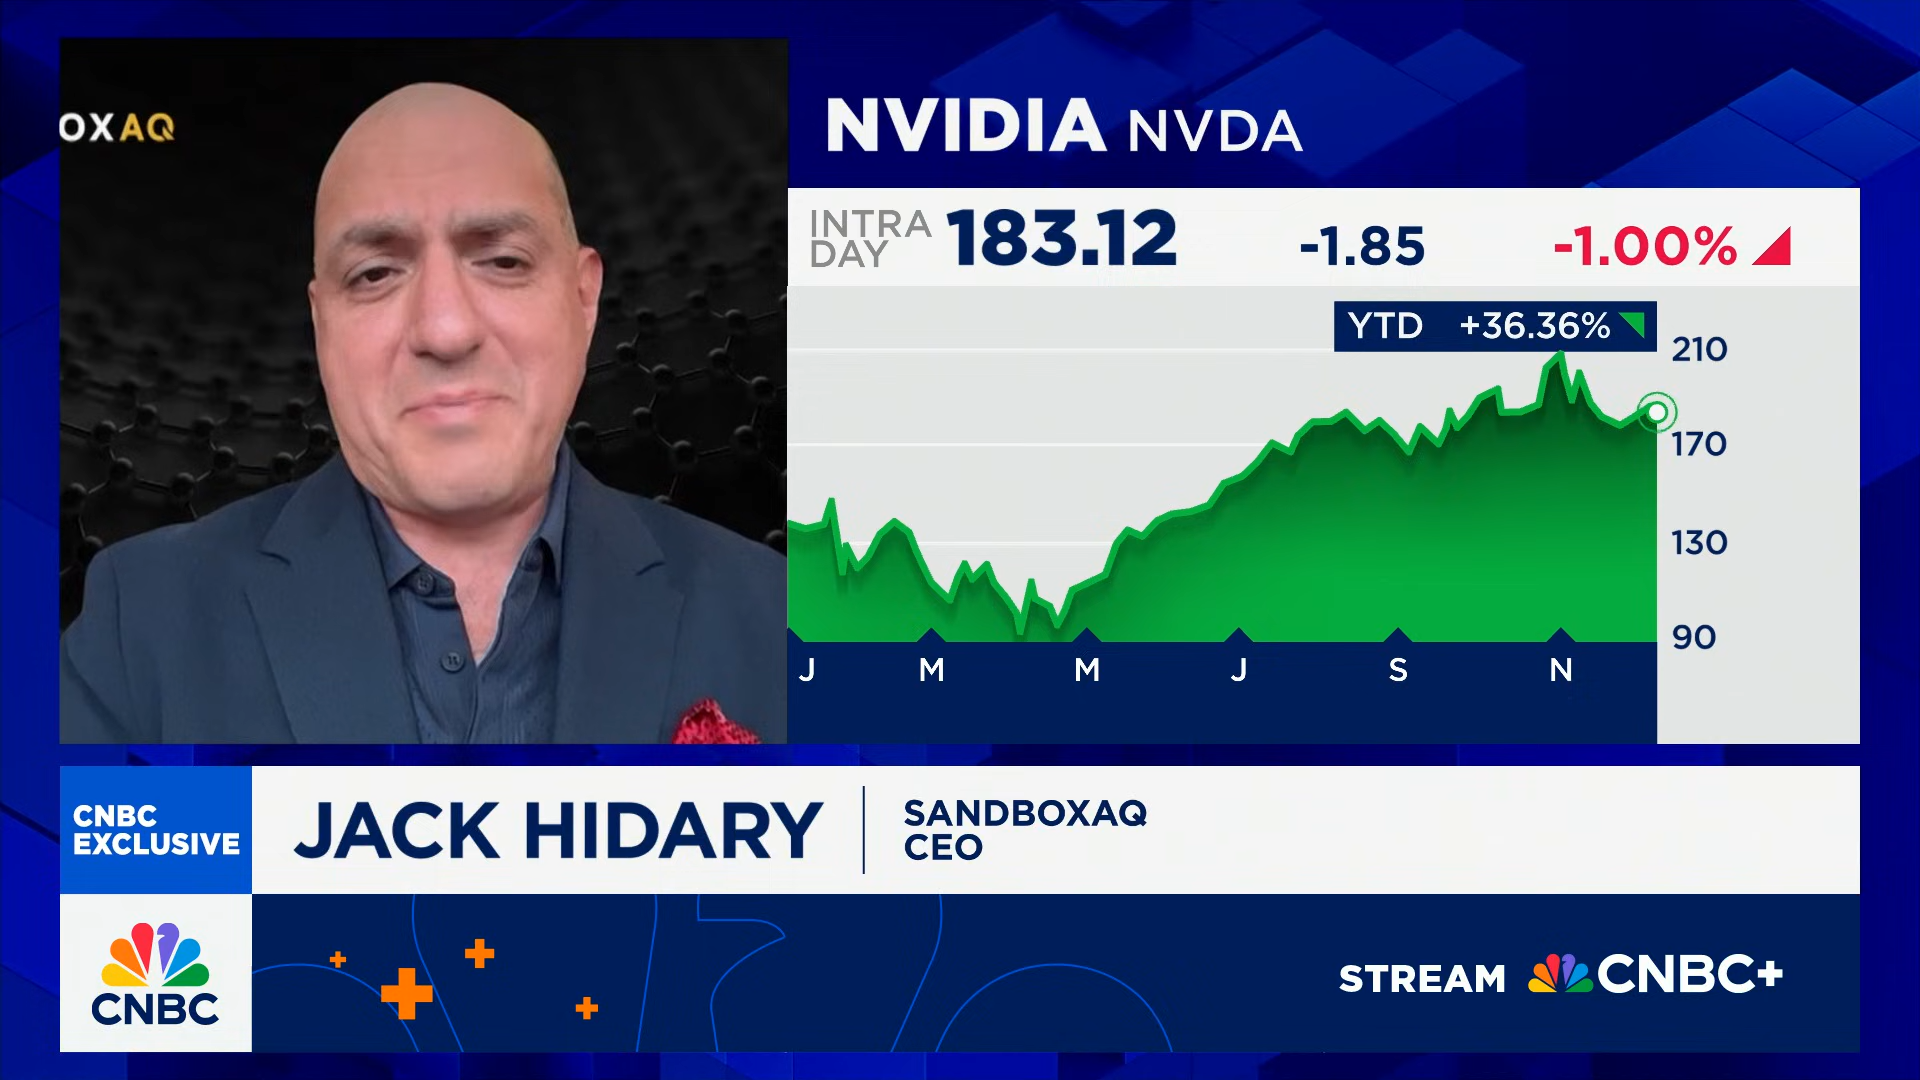 OXAQ
NVIDIA NVDA
INTRA DAY 183.12 -1.85 -1.00%
YTD +36.36%
210
170
130
90
J M M J S N
CNBC EXCLUSIVE
JACK HIDARY
SANDBOXAQ
CEO
CNBC
STREAM CNBC+